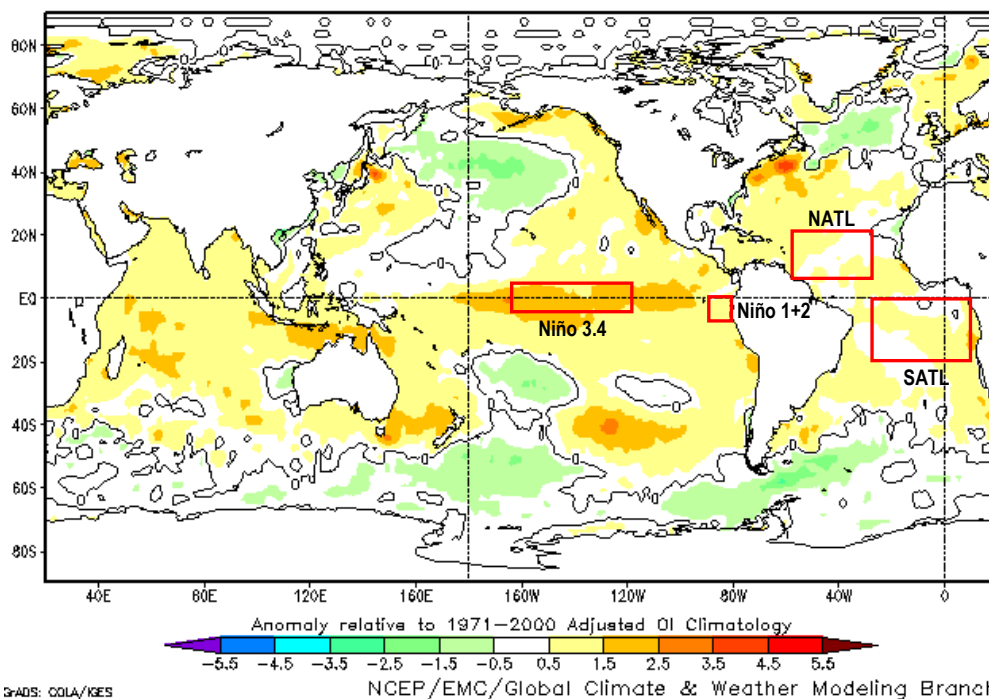 80N
60N
40N
20N
EQ
20S
40S
60S
80S
NATL
Niño 3.4
Niño 1+2
SATL
40E 80E 120E 160E 160W 120W 80W 40W 0
Anomaly relative to 1971-2000 Adjusted OI Climatology
-5.5 -4.5 -3.5 -2.5 -1.5 -0.5 0.5 1.5 2.5 3.5 4.5 5.5
GrADS: COLA/IGES
NCEP/EMC/Global Climate & Weather Modeling Branch